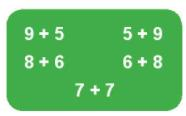 9 + 5 5 + 9
8 + 6 6 + 8
7 + 7